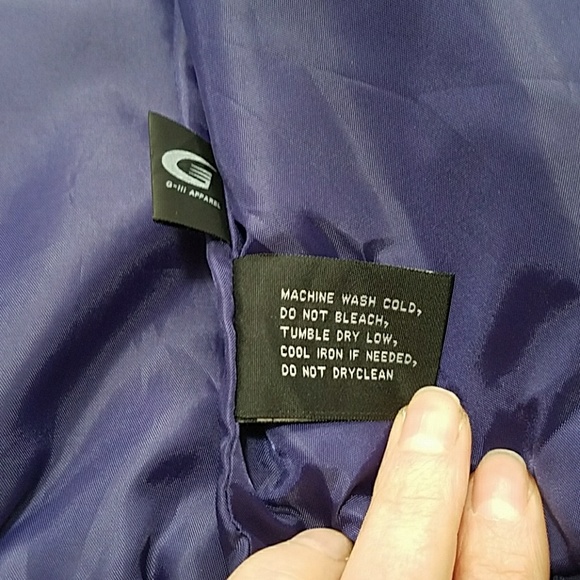 G
G-III APPAREL
MACHINE WASH COLD,
DO NOT BLEACH,
TUMBLE DRY LOW,
COOL IRON IF NEEDED,
DO NOT DRYCLEAN